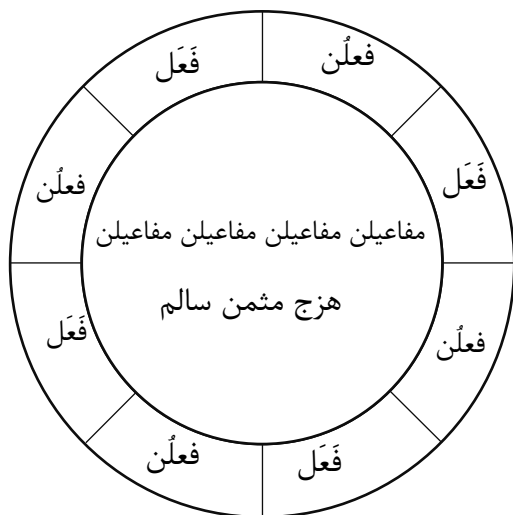 فَعَل
فعلُن
فعلُن
فَعَل
مفاعیلن مفاعیلن مفاعیلن مفاعیلن
هزج مثمن سالم
فَعَل
فعلُن
فعلُن
فَعَل